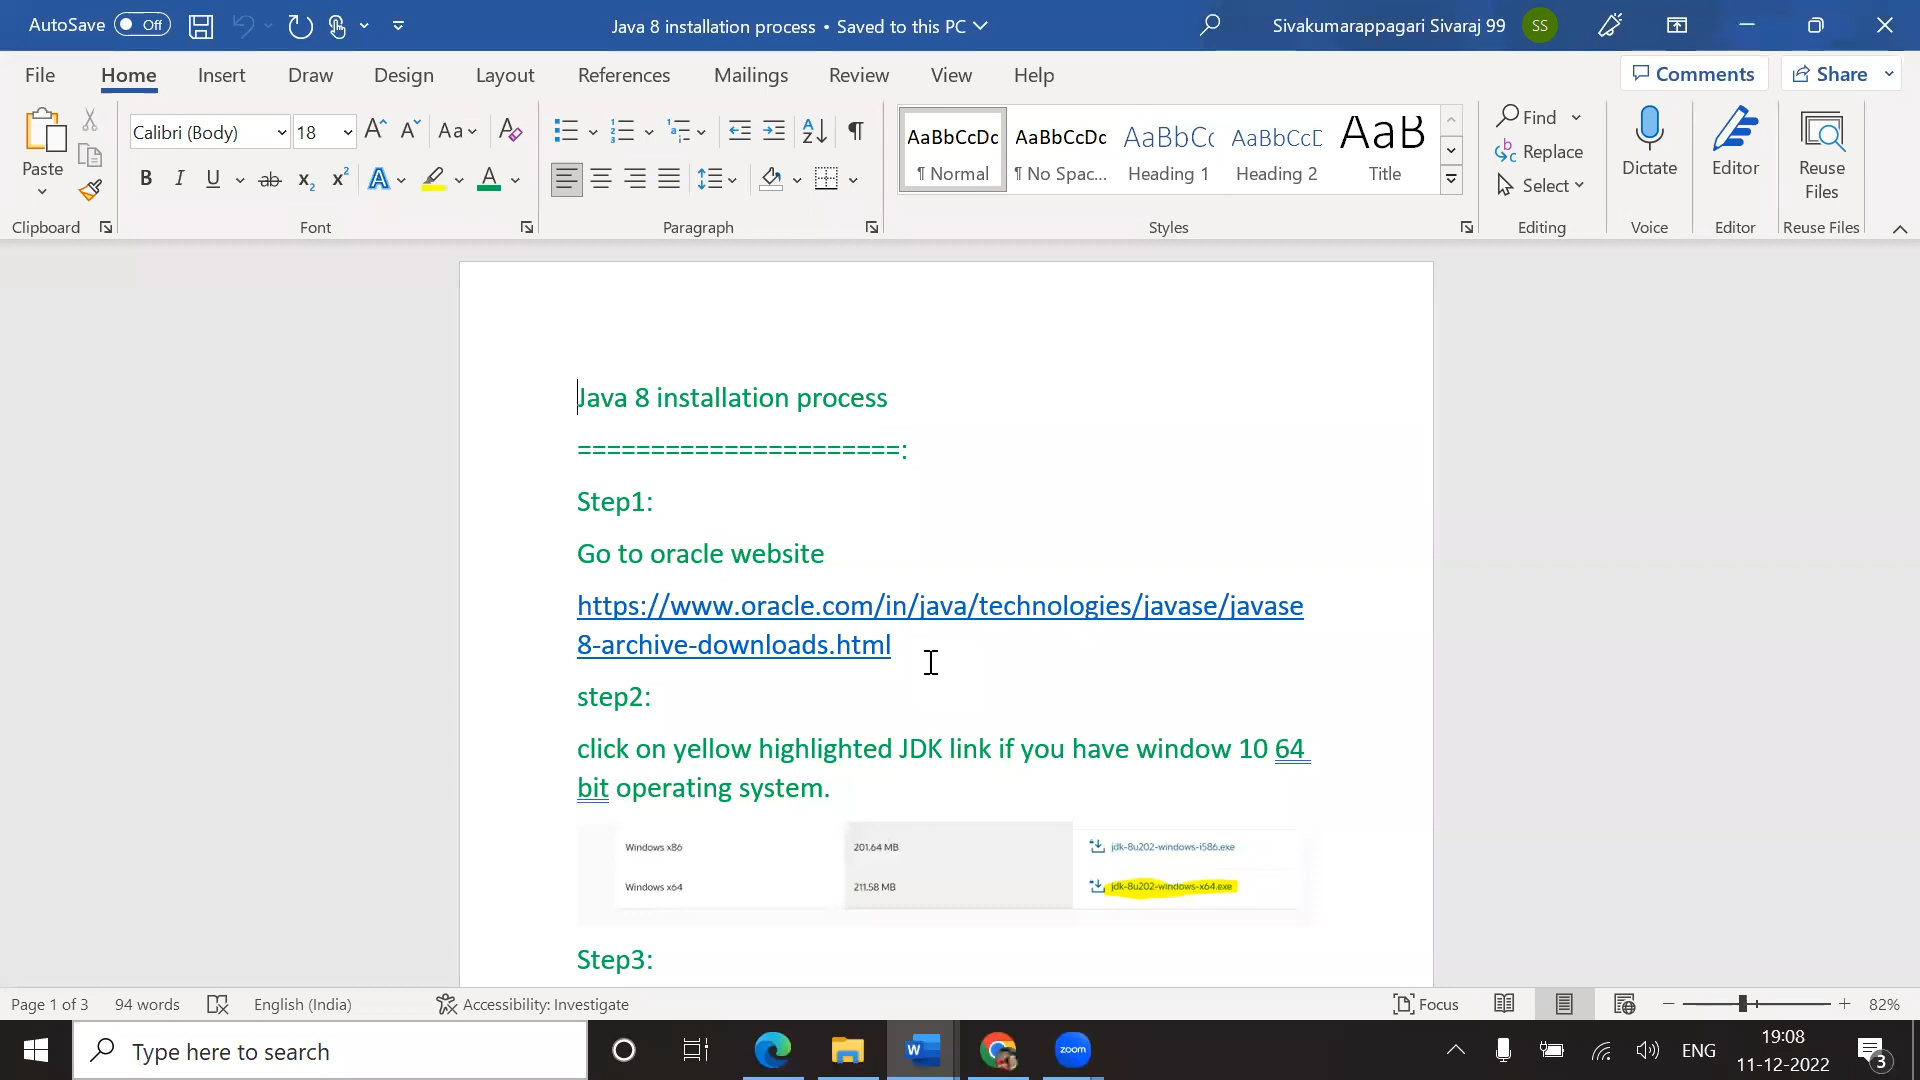 AutoSave Off
Java 8 installation process • Saved to this PC
Sivakumarappagari Sivaraj 99 SS
File Home Insert Draw Design Layout References Mailings Review View Help
Comments Share
Paste
Clipboard
Calibri (Body) 18
Font
Paragraph
AaBbCcDc AaBbCcDc AaBbCc AaBbCcD AaB
¶ Normal ¶ No Spac... Heading 1 Heading 2 Title
Styles
Find
Replace
Select
Editing
Dictate
Voice
Editor
Editor
Reuse
Files
Reuse Files
Java 8 installation process
======================:
Step1:
Go to oracle website
https://www.oracle.com/in/java/technologies/javase/javase
8-archive-downloads.html
step2:
click on yellow highlighted JDK link if you have window 10 64
bit operating system.
Windows x86 201.64 MB jdk-8u202-windows-i586.exe
Windows x64 211.58 MB jdk-8u202-windows-x64.exe
Step3:
Page 1 of 3 94 words English (India) Accessibility: Investigate
Focus 82%
Type here to search
zoom
ENG
19:08
11-12-2022
3